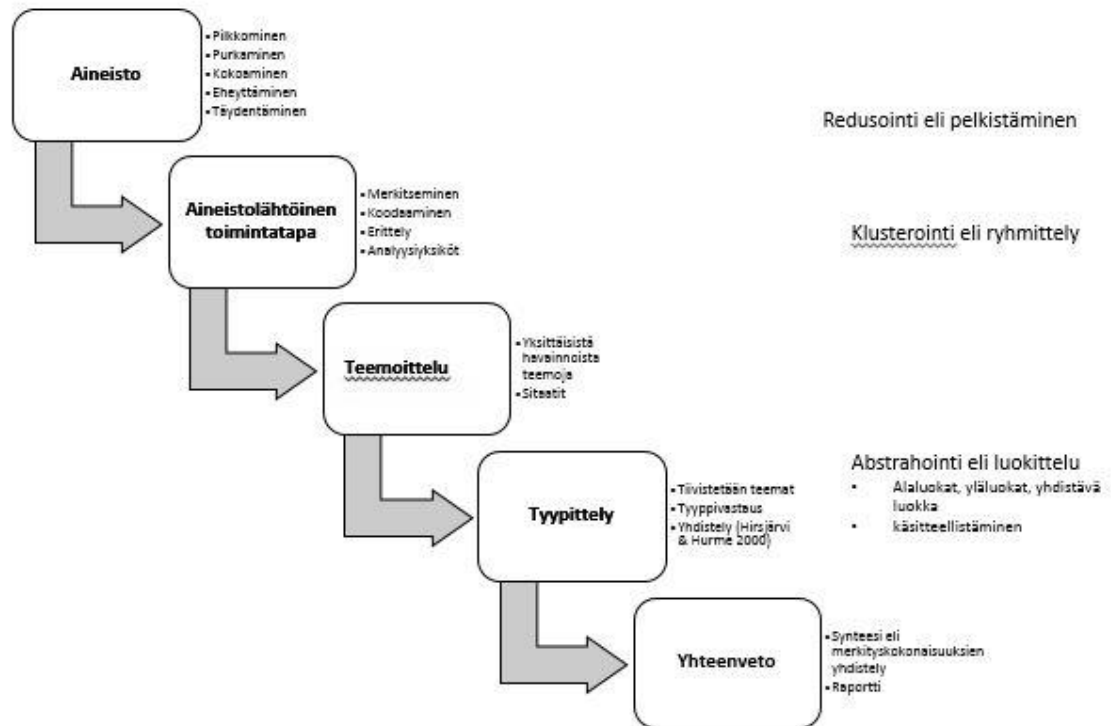 Aineisto
▪ Pilkkominen
▪ Purkaminen
▪ Kokoaminen
▪ Eheyttäminen
▪ Täydentäminen
Redusointi eli pelkistäminen
Aineistolähtöinen
toimintatapa
▪ Merkitseminen
▪ Koodaaminen
▪ Erittely
▪ Analyysiyksiköt
Klusterointi eli ryhmittely
Teemoittelu
▪ Yksittäisistä
havainnoista
teemoja
▪ Sitaatit
Tyypittely
▪ Tiivistetään teemat
▪ Tyyppivastaus
▪ Yhdistely (Hirsjärvi
& Hurme 2000)
Abstrahointi eli luokittelu
▪ Alaluokat, yläluokat, yhdistävä
luokka
▪ käsitteellistäminen
Yhteenveto
▪ Synteesi eli
merkityskokonaisuuksien
yhdistely
▪ Raportti